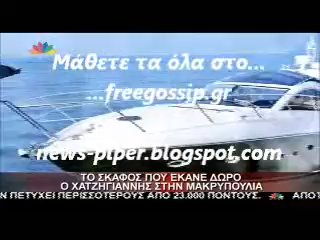 Μάθετε τα όλα στο...
...freegossip.gr
news-piper.blogspot.com
ΤΟ ΣΚΑΦΟΣ ΠΟΥ ΕΚΑΝΕ ΔΩΡΟ
Ο ΧΑΤΖΗΓΙΑΝΝΗΣ ΣΤΗΝ ΜΑΚΡΥΠΟΥΛΙΑ
ΠΕΤΥΧΕΙ ΠΕΡΙΣΣΟΤΕΡΟΥΣ ΑΠΟ 23.000 ΠΟΝΤΟΥΣ.